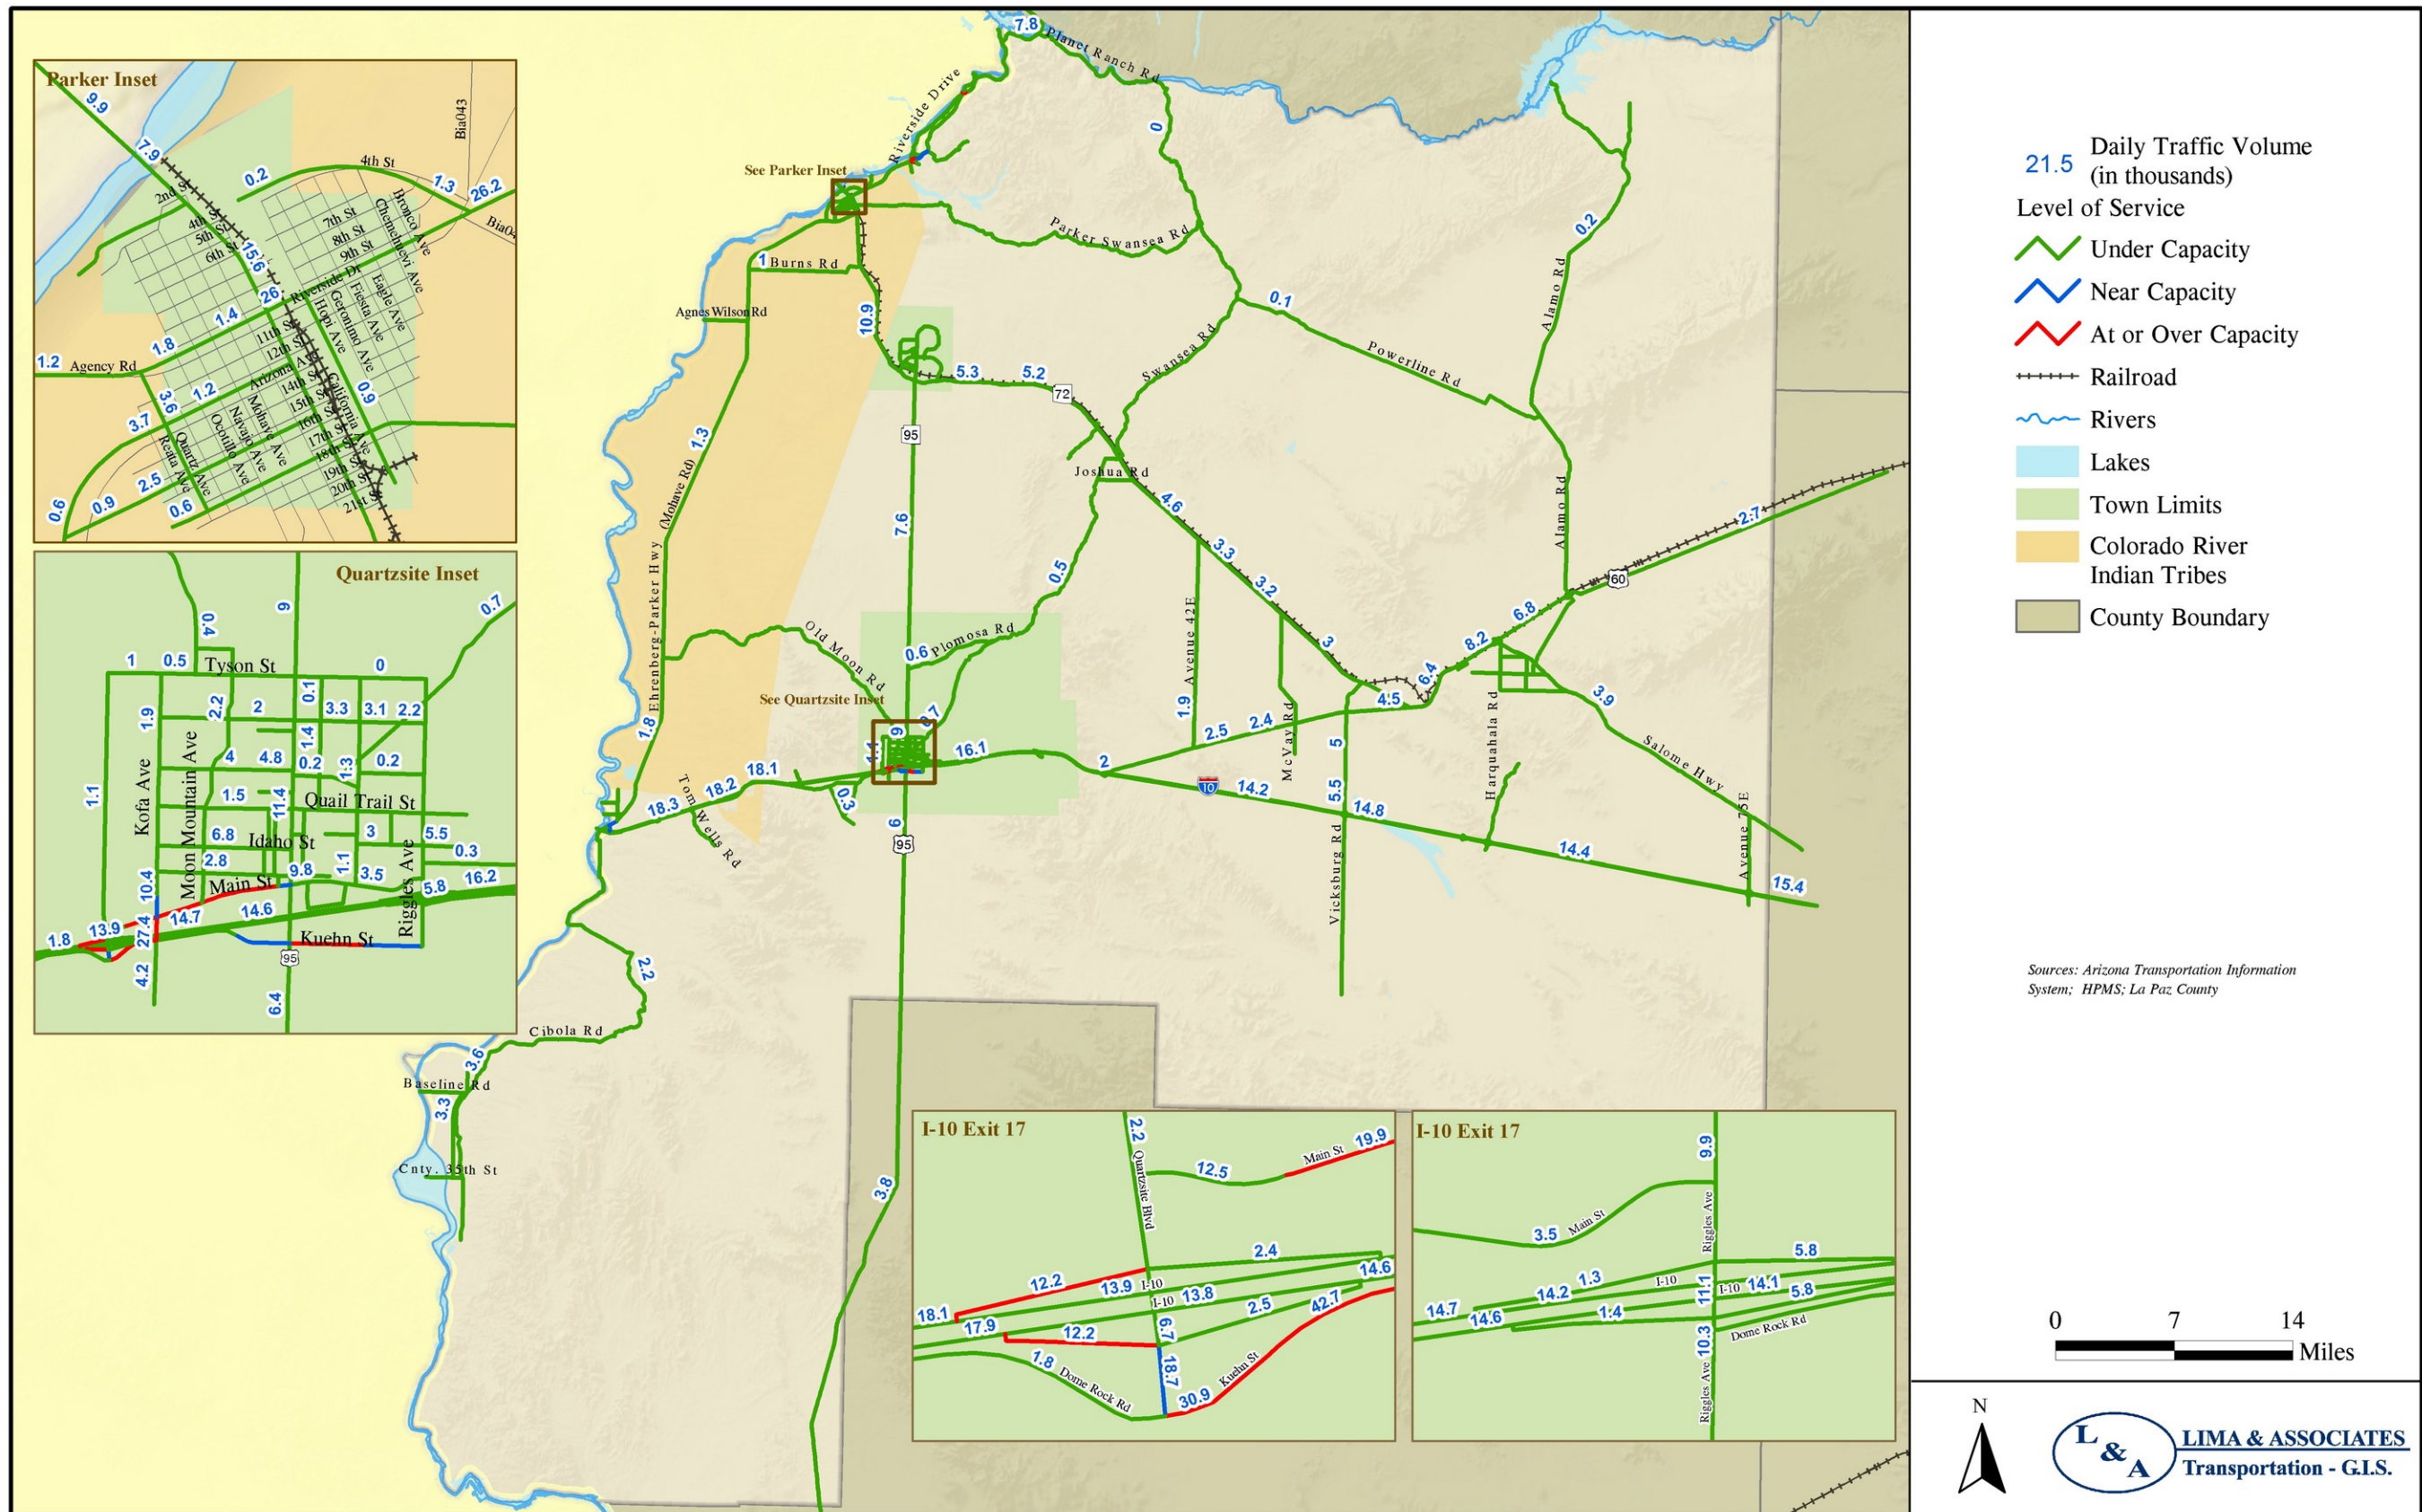 Parker Inset
9.9
7.9
Bia043
4th St
0.2
1.3
26.2
Bia04
2nd St
4th St
5th St
6th St
15.6
7th St
8th St
9th St
Bronco Ave
Chemehuevi Ave
Riverside Dr
26
Eagle Ave
Fiesta Ave
Geronimo Ave
Hopi Ave
1.4
1.8
1.2
Agency Rd
11th St
12th St
Arizona A
14th St
15th St
16th St
17th St
18th St
19th St
20th St
21st S
California Ave
0.9
3.6
1.2
3.7
Mohave Ave
Navajo Ave
Ocotillo Ave
Quartz Ave
Reata Ave
2.5
0.9
0.6
0.6
Quartzsite Inset
0.4
9
0.7
1
0.5
Tyson St
0
0.1
1.9
2.2
2
3.3
3.1
2.2
1.4
4
4.8
0.2
1.3
0.2
1.1
Kofa Ave
Moon Mountain Ave
1.5
11.4
Quail Trail St
6.8
Idaho St
3
5.5
2.8
9.8
1.1
3.5
0.3
10.4
Main St
5.8
16.2
Riggles Ave
14.7
14.6
27.4
13.9
1.8
Kuehn St
95
4.2
6.4
7.8
Planet Ranch Rd
Riverside Drive
See Parker Inset
0
Parker Swansea Rd
0.2
Alamo Rd
1
Burns Rd
Agnes Wilson Rd
10.9
0.1
Powerline Rd
Swansea Rd
5.3
5.2
72
95
1.3
(Mohave Rd)
Ehrenberg-Parker Hwy
Joshua Rd
4.6
Alamo Rd
2.7
60
7.6
3.3
3.2
0.5
Avenue 42E
3
6.8
8.2
6.4
4.5
3.9
Old Moon Rd
0.6
Plomosa Rd
See Quartzsite Inset
1.8
9
1.1
16.1
2
1.9
2.5
2.4
McVay Rd
5
5.5
Vicksburg Rd
Harquahala Rd
Salome Hwy
Avenue 75E
18.3
18.2
18.1
Tom Wells Rd
0.3
6
95
10
14.2
14.8
14.4
15.4
2.2
Cibola Rd
3.6
Baseline Rd
3.3
Cnty. 35th St
3.8
I-10 Exit 17
2.2
Quartzsite Blvd
12.5
Main St
19.9
2.4
12.2
13.9
I-10
14.6
18.1
I-10
13.8
17.9
2.5
42.7
12.2
6.7
1.8
Dome Rock Rd
18.7
30.9
Kuehn St
I-10 Exit 17
9.9
Riggles Ave
3.5
Main St
5.8
1.3
I-10
14.2
11.1
I-10
14.1
14.7
14.6
1.4
5.8
10.3
Dome Rock Rd
Riggles Ave
21.5
Daily Traffic Volume
(in thousands)
Level of Service
Under Capacity
Near Capacity
At or Over Capacity
Railroad
Rivers
Lakes
Town Limits
Colorado River
Indian Tribes
County Boundary
Sources: Arizona Transportation Information
System; HPMS; La Paz County
0 7 14
Miles
N
L & A
LIMA & ASSOCIATES
Transportation - G.I.S.